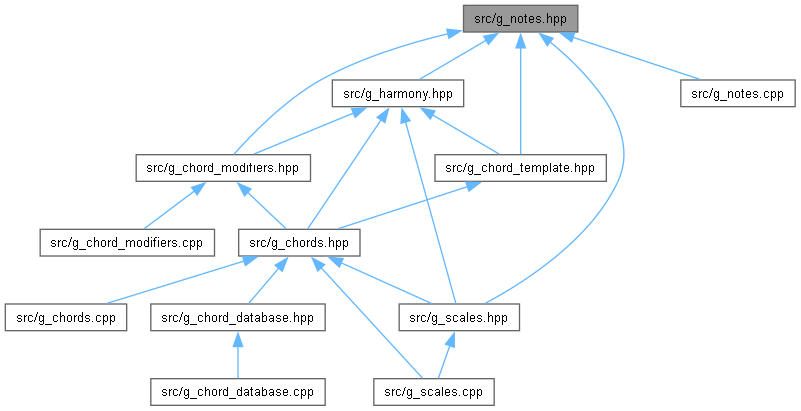 src/g_notes.hpp
src/g_harmony.hpp
src/g_notes.cpp
src/g_chord_modifiers.hpp
src/g_chord_template.hpp
src/g_chord_modifiers.cpp
src/g_chords.hpp
src/g_chords.cpp
src/g_chord_database.hpp
src/g_scales.hpp
src/g_chord_database.cpp
src/g_scales.cpp